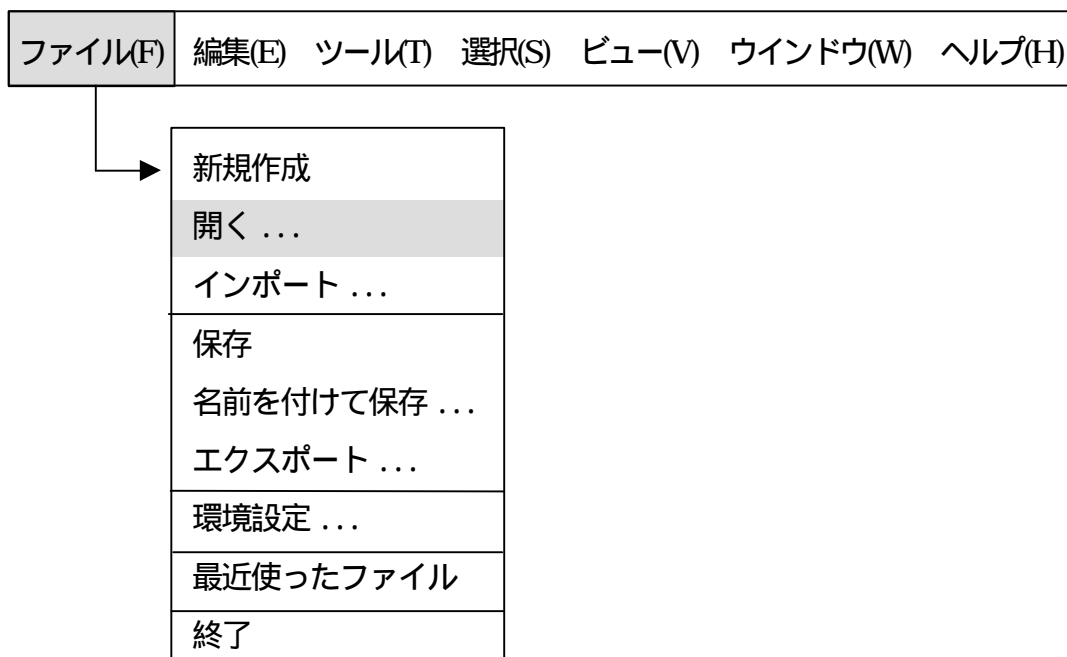 ファイル(F) 編集(E) ツール(T) 選択(S) ビュー(V) ウインドウ(W) ヘルプ(H)
新規作成
開く ...
インポート ...
保存
名前を付けて保存 ...
エクスポート ...
環境設定 ...
最近使ったファイル
終了